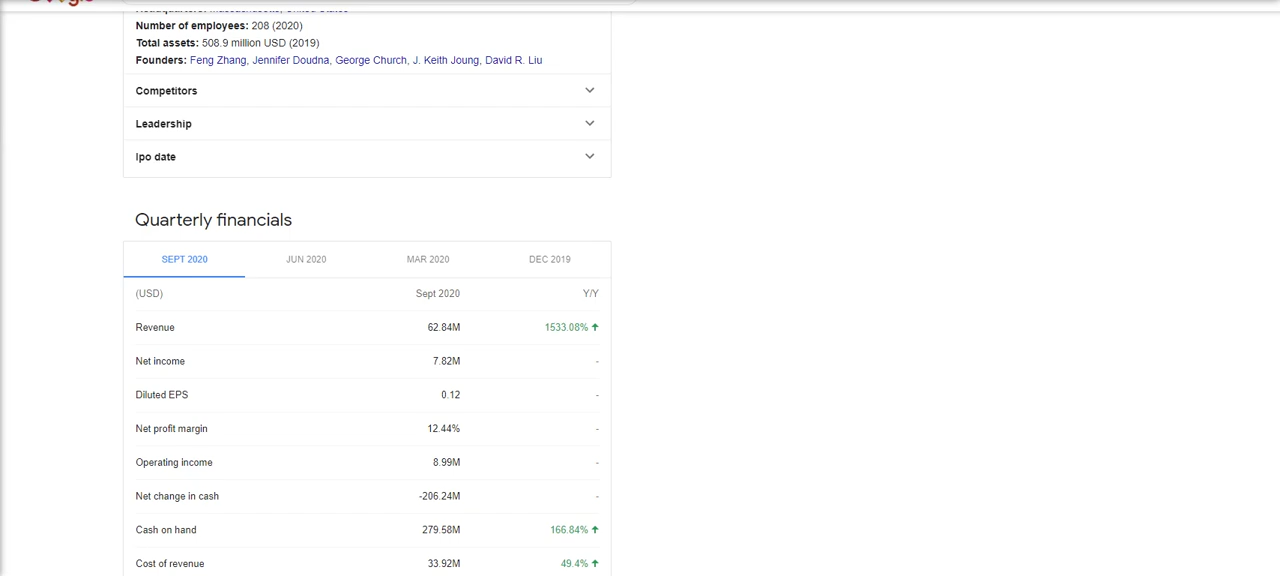 Headquarters: Massachusetts, United States
Number of employees: 208 (2020)
Total assets: 508.9 million USD (2019)
Founders: Feng Zhang, Jennifer Doudna, George Church, J. Keith Joung, David R. Liu
Competitors
Leadership
Ipo date
Quarterly financials
SEPT 2020 JUN 2020 MAR 2020 DEC 2019
(USD) Sept 2020 Y/Y
Revenue 62.84M 1533.08% ↑
Net income 7.82M -
Diluted EPS 0.12 -
Net profit margin 12.44% -
Operating income 8.99M -
Net change in cash -206.24M -
Cash on hand 279.58M 166.84% ↑
Cost of revenue 33.92M 49.4% ↑